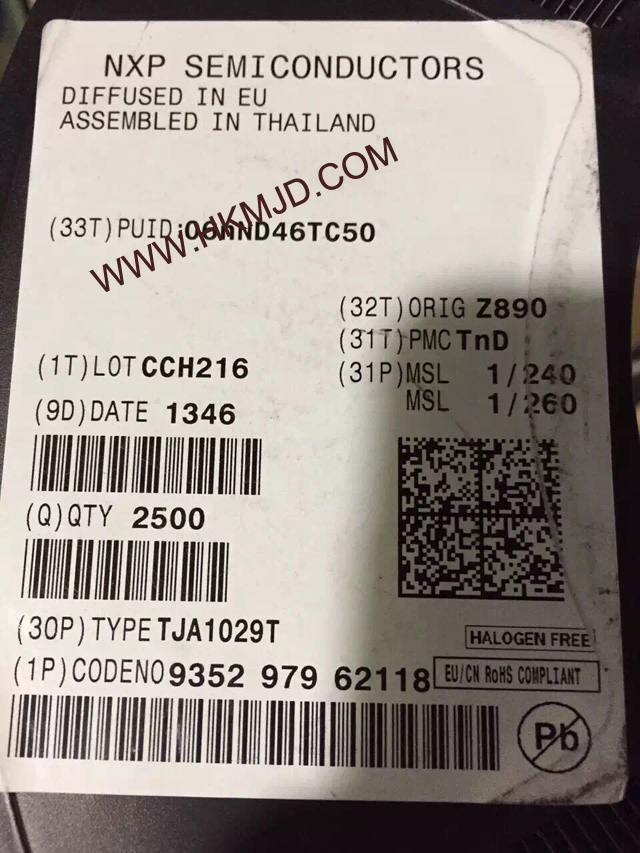 NXP SEMICONDUCTORS
DIFFUSED IN EU
ASSEMBLED IN THAILAND
WWW.HKMJD.COM
(33T)PUID
ND46TC50
(32T)ORIG Z890
(31T)PMC TnD
(1T)LOT CCH216
(31P)MSL 1/240
(9D)DATE 1346
MSL 1/260
(Q)QTY 2500
(30P)TYPE TJA1029T
HALOGEN FREE
(1P)CODENO 9352 979 62118
EU/CN RoHS COMPLIANT
Pb